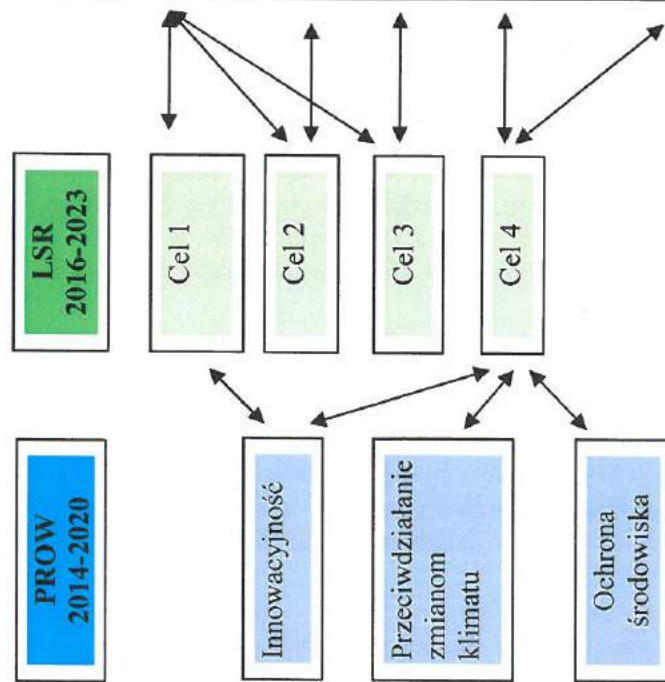 PROW
2014-2020
Innowacyjność
Przeciwdziałanie
zmianom
klimatu
Ochrona
środowiska
LSR
2016-2023
Cel 1
Cel 2
Cel 3
Cel 4